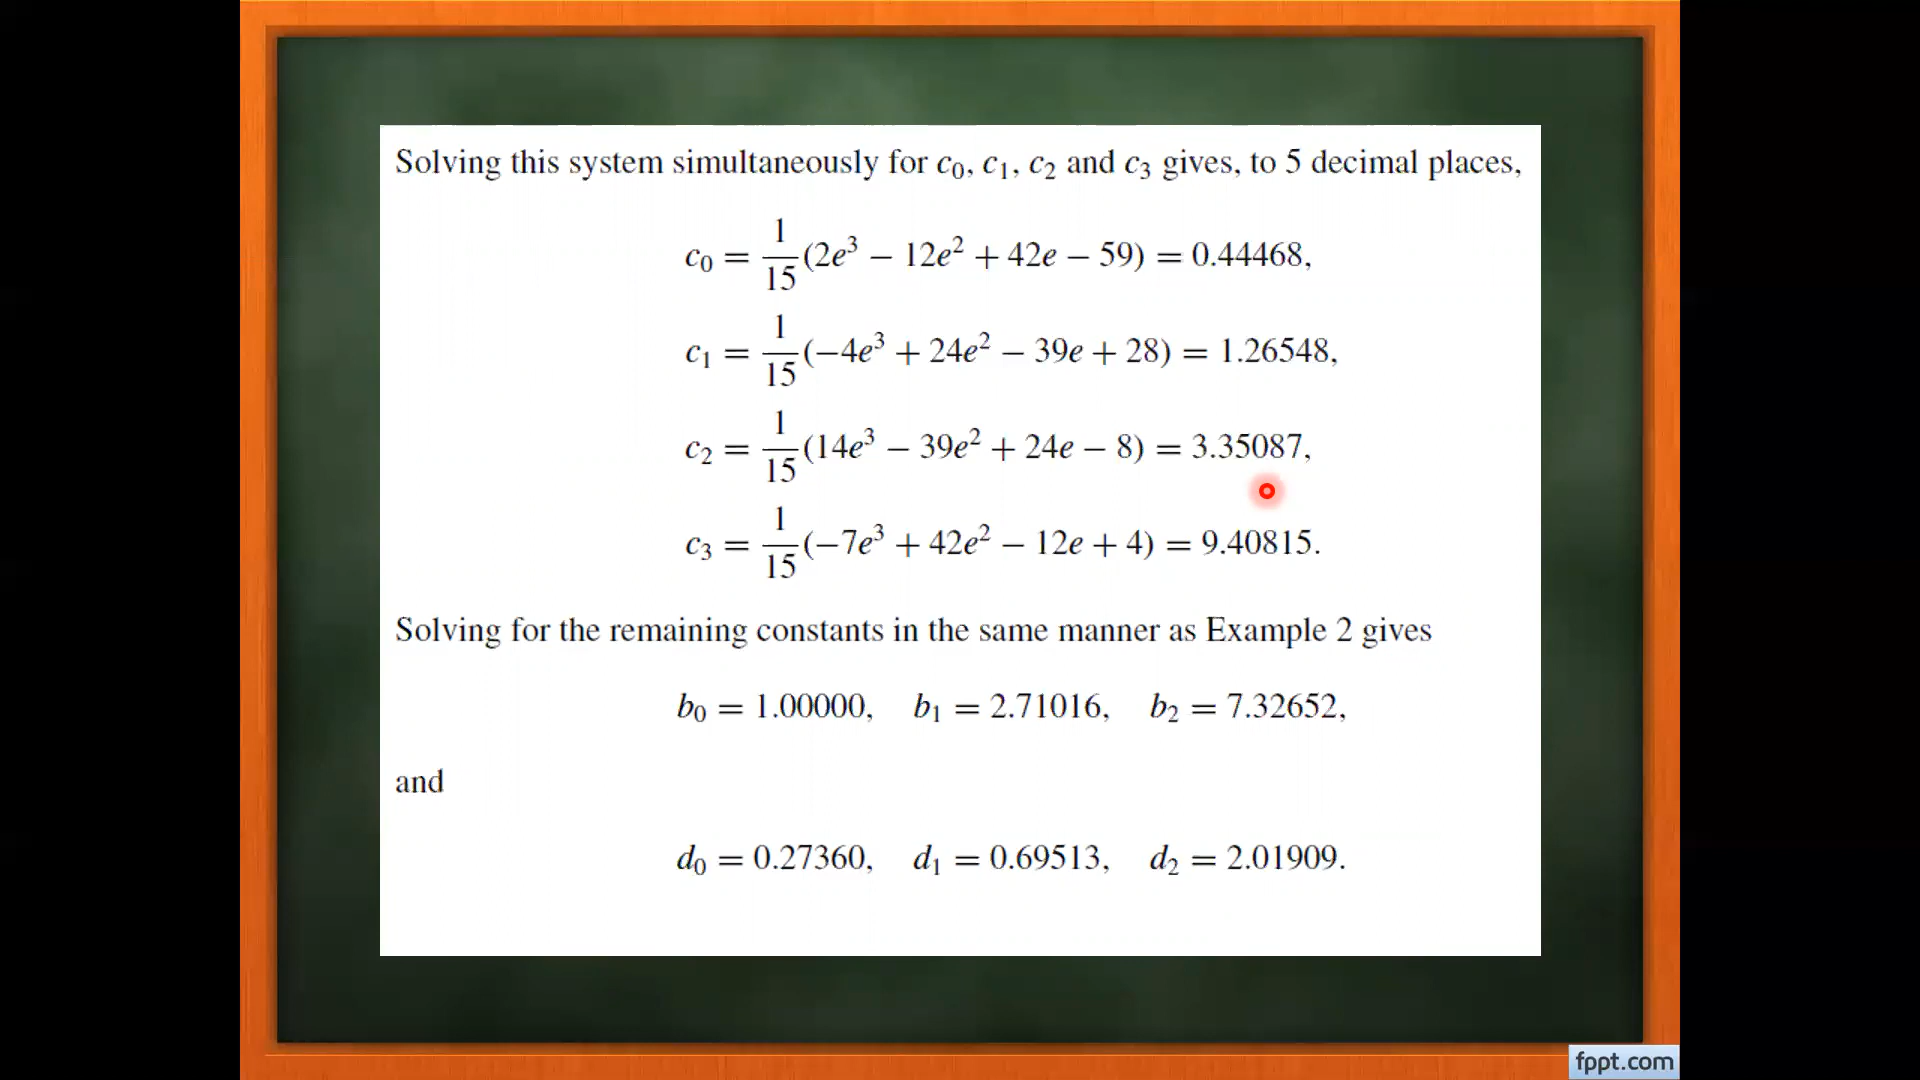 Solving this system simultaneously for c₀, c₁, c₂ and c₃ gives, to 5 decimal places,
c₀ = 1/15 (2e³ − 12e² + 42e − 59) = 0.44468,
c₁ = 1/15 (−4e³ + 24e² − 39e + 28) = 1.26548,
c₂ = 1/15 (14e³ − 39e² + 24e − 8) = 3.35087,
c₃ = 1/15 (−7e³ + 42e² − 12e + 4) = 9.40815.
Solving for the remaining constants in the same manner as Example 2 gives
b₀ = 1.00000, b₁ = 2.71016, b₂ = 7.32652,
and
d₀ = 0.27360, d₁ = 0.69513, d₂ = 2.01909.
fppt.com